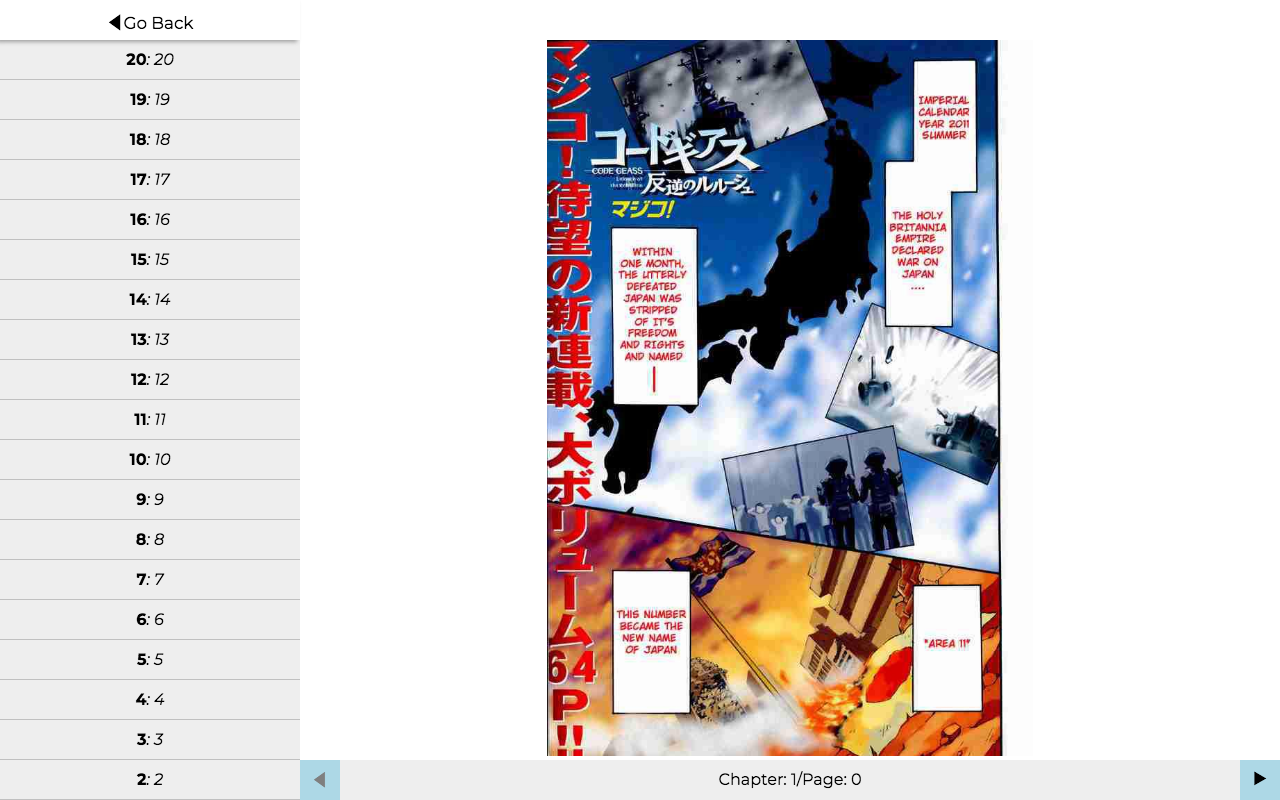 Go Back
20: 20
19: 19
18: 18
17: 17
16: 16
15: 15
14: 14
13: 13
12: 12
11: 11
10: 10
9: 9
8: 8
7: 7
6: 6
5: 5
4: 4
3: 3
2: 2
マジコ!待望の新連載、大ボリューム64P!!
コードギアス
CODE GEASS
反逆のルルーシュ
マジコ!
IMPERIAL
CALENDAR
YEAR 2011
SUMMER
THE HOLY
BRITANNIA
EMPIRE
DECLARED
WAR ON
JAPAN
....
WITHIN
ONE MONTH,
THE UTTERLY
DEFEATED
JAPAN WAS
STRIPPED
OF IT'S
FREEDOM
AND RIGHTS
AND NAMED
—
"AREA 11"
THIS NUMBER
BECAME THE
NEW NAME
OF JAPAN
Chapter: 1/Page: 0